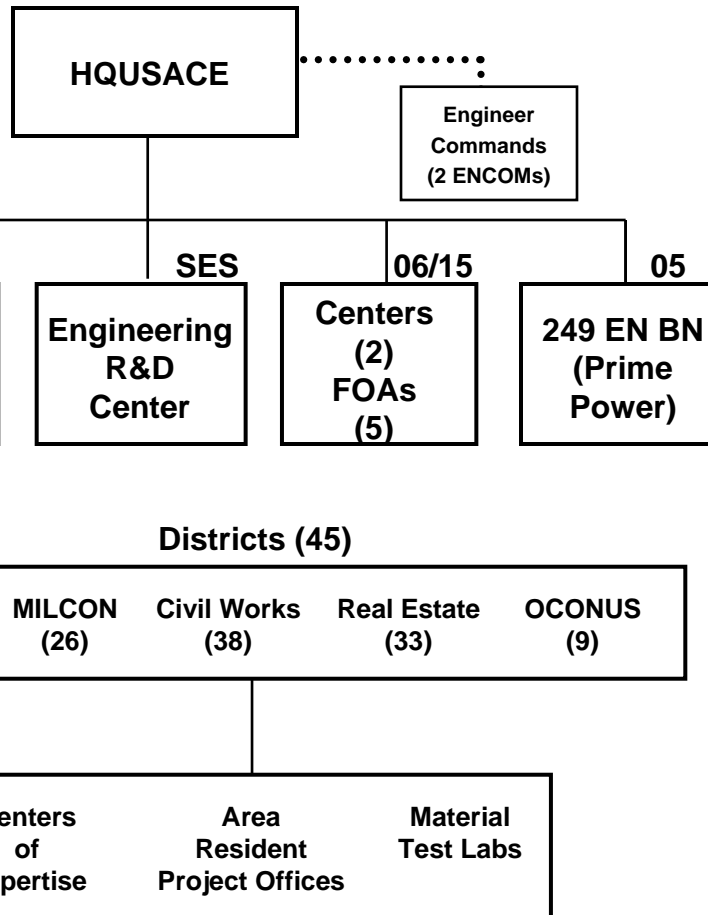 HQUSACE
Engineer
Commands
(2 ENCOMs)
SES
06/15
05
Engineering
R&D
Center
Centers
(2)
FOAs
(5)
249 EN BN
(Prime
Power)
Districts (45)
MILCON
(26)
Civil Works
(38)
Real Estate
(33)
OCONUS
(9)
enters
of
pertise
Area
Resident
Project Offices
Material
Test Labs